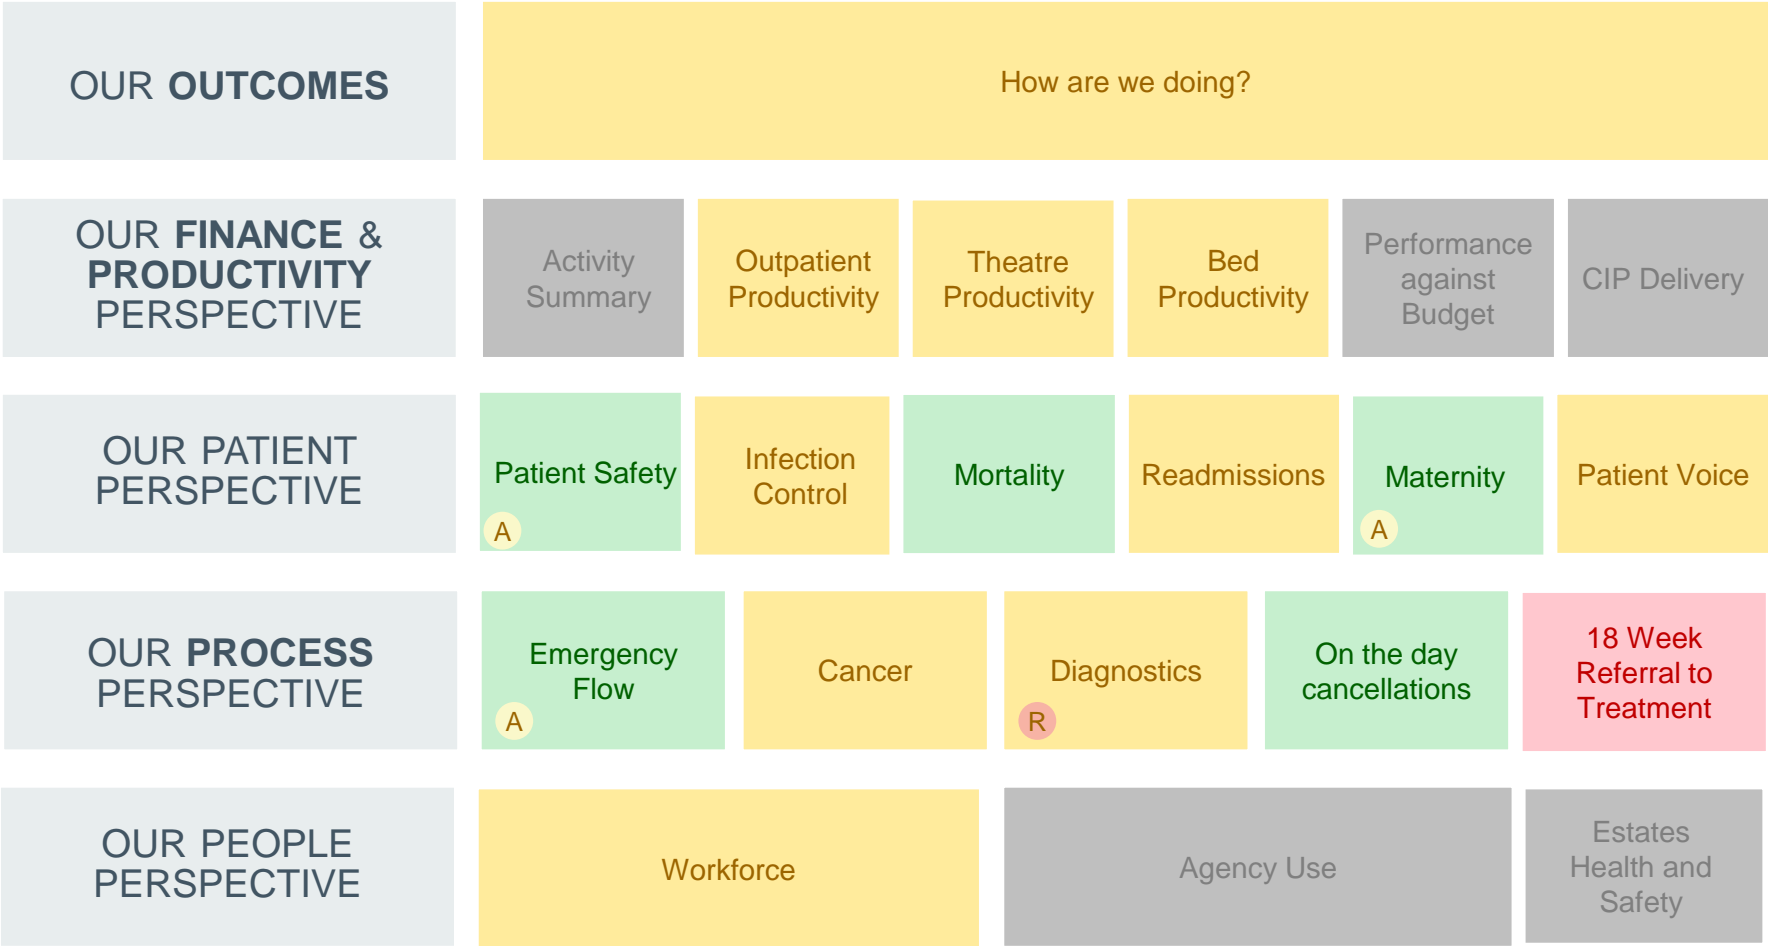 OUR OUTCOMES
How are we doing?
OUR FINANCE &
PRODUCTIVITY
PERSPECTIVE
Activity
Summary
Outpatient
Productivity
Theatre
Productivity
Bed
Productivity
Performance
against
Budget
CIP Delivery
OUR PATIENT
PERSPECTIVE
Patient Safety
A
Infection
Control
Mortality
Readmissions
Maternity
A
Patient Voice
OUR PROCESS
PERSPECTIVE
Emergency
Flow
A
Cancer
Diagnostics
R
On the day
cancellations
18 Week
Referral to
Treatment
OUR PEOPLE
PERSPECTIVE
Workforce
Agency Use
Estates
Health and
Safety